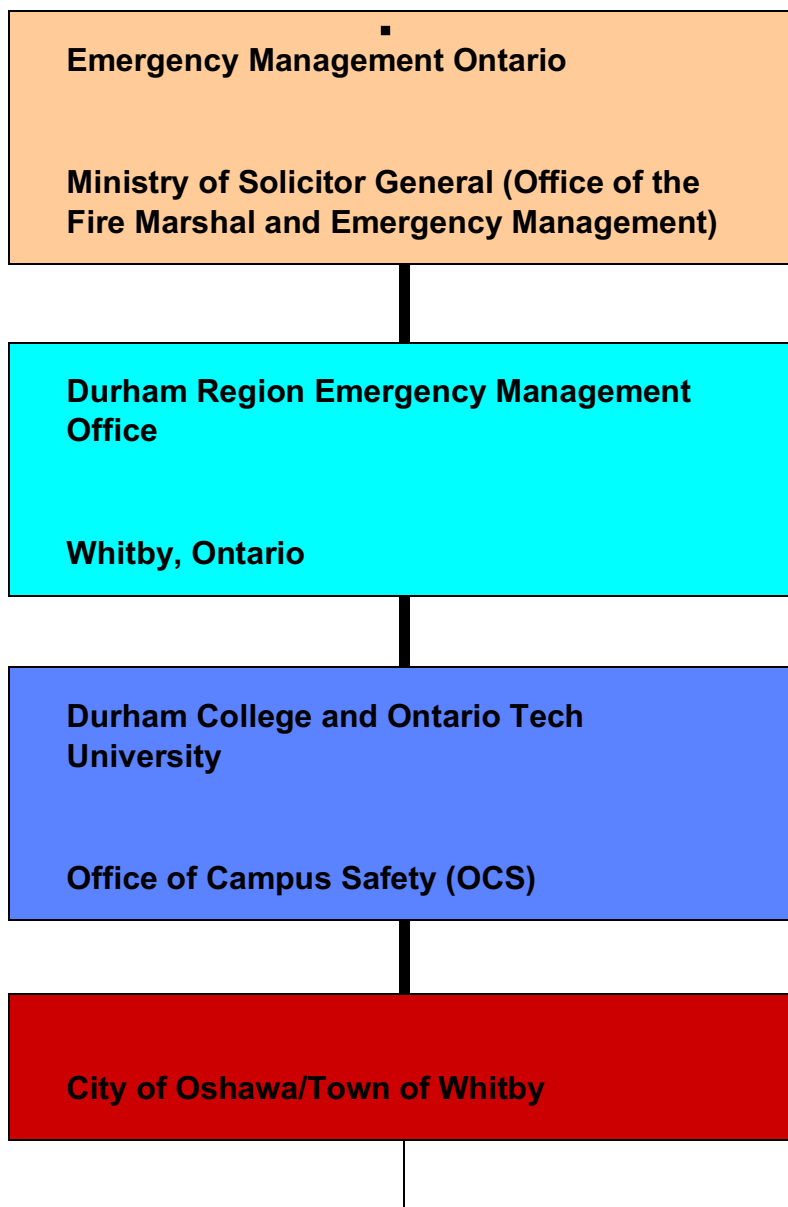 ▪
Emergency Management Ontario
Ministry of Solicitor General (Office of the
Fire Marshal and Emergency Management)
Durham Region Emergency Management
Office
Whitby, Ontario
Durham College and Ontario Tech
University
Office of Campus Safety (OCS)
City of Oshawa/Town of Whitby